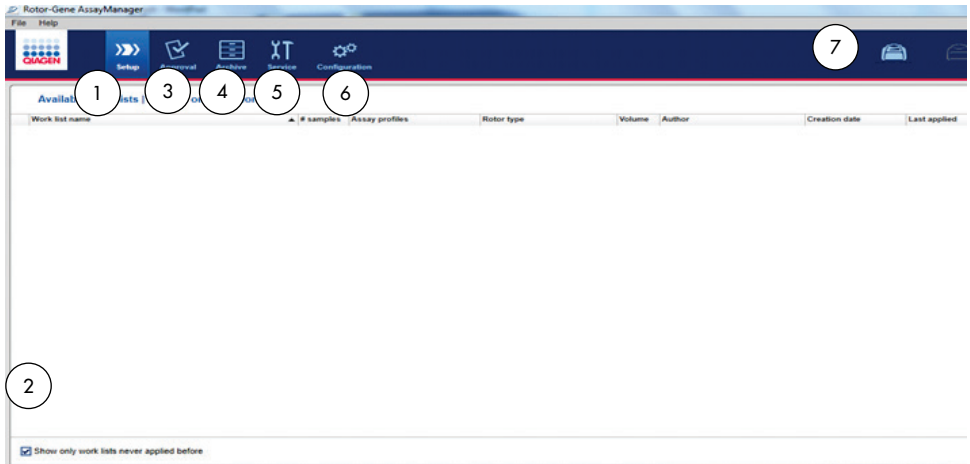 Rotor-Gene AssayManager
File Help
QIAGEN
Setup Approval Archive Service Configuration
7
1 3 4 5 6
Work list name # samples Assay profiles Rotor type Volume Author Creation date Last applied
2
Show only work lists never applied before